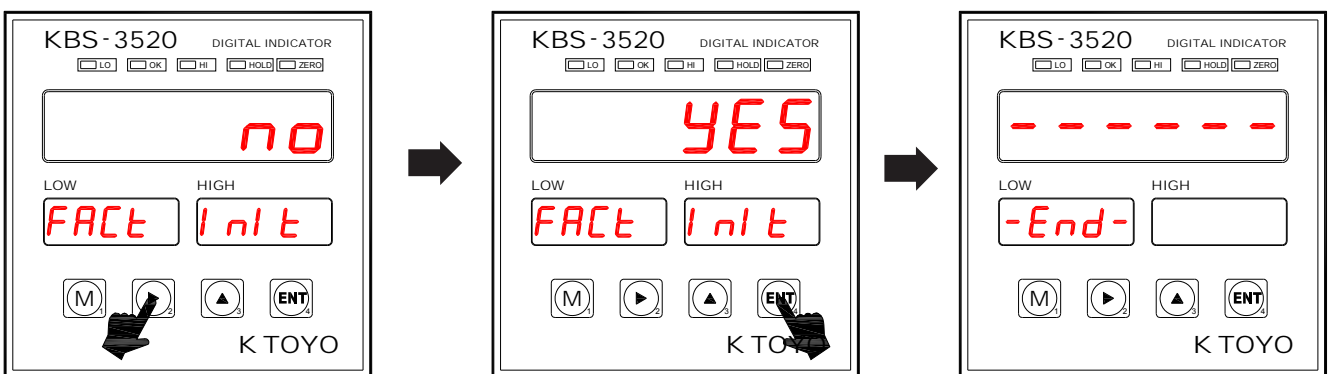 KBS-3520 DIGITAL INDICATOR
LO OK HI HOLD ZERO
no
LOW HIGH
FACt InIt
M 1 2 3 ENT 4
K TOYO
KBS-3520 DIGITAL INDICATOR
LO OK HI HOLD ZERO
YES
LOW HIGH
FACt InIt
M 1 2 3 ENT 4
K TOYO
KBS-3520 DIGITAL INDICATOR
LO OK HI HOLD ZERO
- - - - - -
LOW HIGH
-End-
M 1 2 3 ENT 4
K TOYO